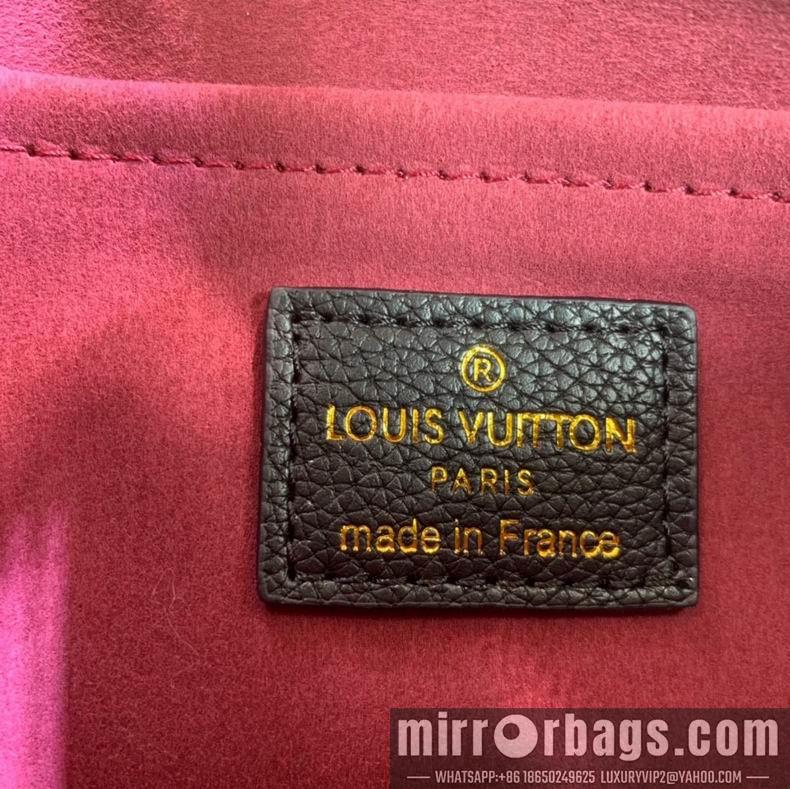 ®
LOUIS VUITTON
PARIS
made in France
mirrorbags.com
WHATSAPP:+86 18650249625 LUXURYVIP2@YAHOO.COM